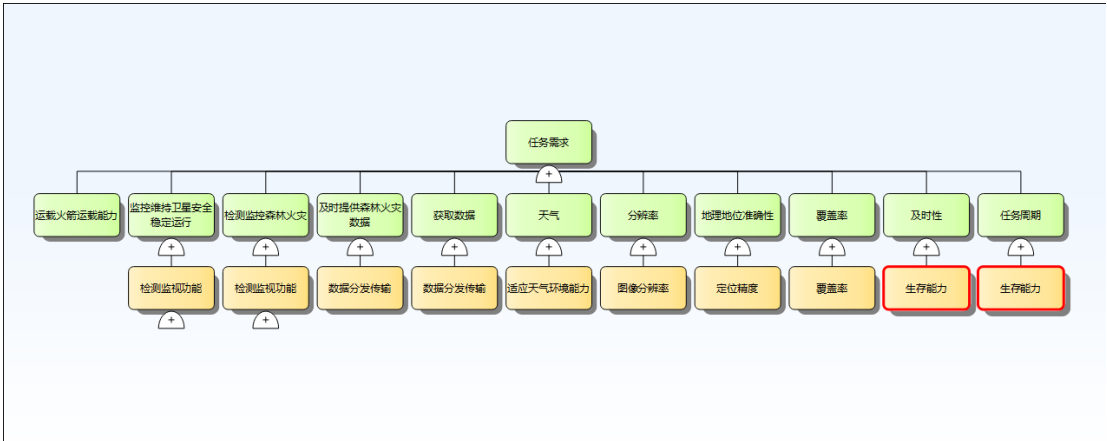 任务需求
+
运载火箭运载能力
监控维持卫星安全
稳定运行
检测监控森林火灾
及时提供森林火灾
数据
获取数据
天气
分辨率
地理地位准确性
覆盖率
及时性
任务周期
+
+
+
+
+
+
+
+
+
+
检测监视功能
检测监视功能
数据分发传输
数据分发传输
适应天气环境能力
图像分辨率
定位精度
覆盖率
生存能力
生存能力
+
+